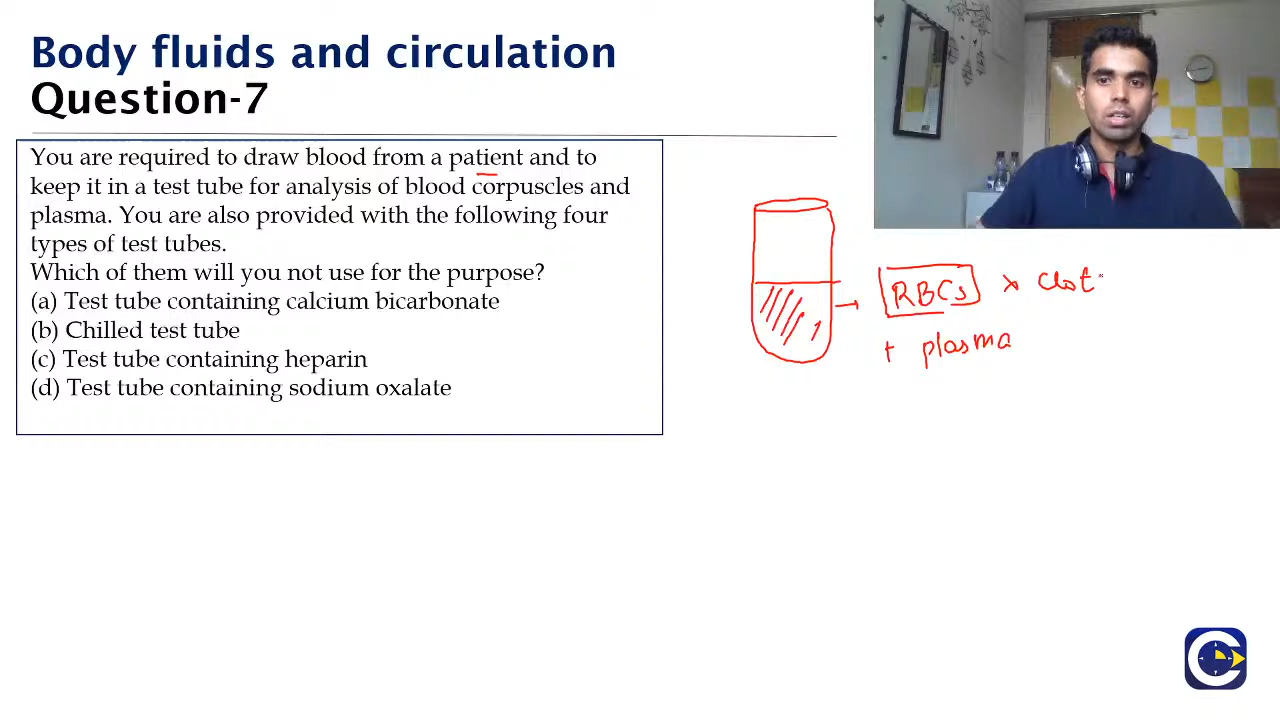 Body fluids and circulation
Question-7
You are required to draw blood from a patient and to
keep it in a test tube for analysis of blood corpuscles and
plasma. You are also provided with the following four
types of test tubes.
Which of them will you not use for the purpose?
(a) Test tube containing calcium bicarbonate
(b) Chilled test tube
(c) Test tube containing heparin
(d) Test tube containing sodium oxalate
RBCs × clot
+ plasma